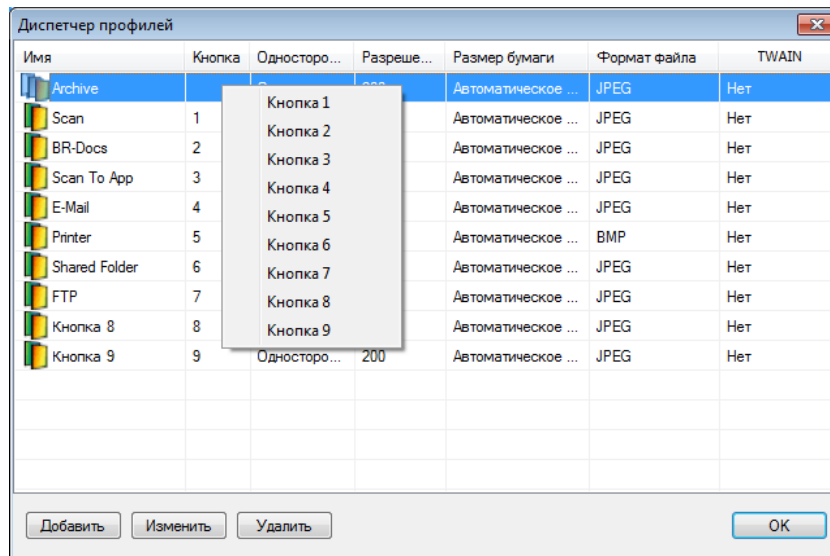 Диспетчер профилей
Имя Кнопка Односторо... Разреше... Размер бумаги Формат файла TWAIN
Archive Автоматическое ... JPEG Нет
Scan 1 Автоматическое ... JPEG Нет
BR-Docs 2 Автоматическое ... JPEG Нет
Scan To App 3 Автоматическое ... JPEG Нет
E-Mail 4 Автоматическое ... JPEG Нет
Printer 5 Автоматическое ... BMP Нет
Shared Folder 6 Автоматическое ... JPEG Нет
FTP 7 Автоматическое ... JPEG Нет
Кнопка 8 8 Автоматическое ... JPEG Нет
Кнопка 9 9 Односторо... 200 Автоматическое ... JPEG Нет
Кнопка 1
Кнопка 2
Кнопка 3
Кнопка 4
Кнопка 5
Кнопка 6
Кнопка 7
Кнопка 8
Кнопка 9
Добавить Изменить Удалить OK